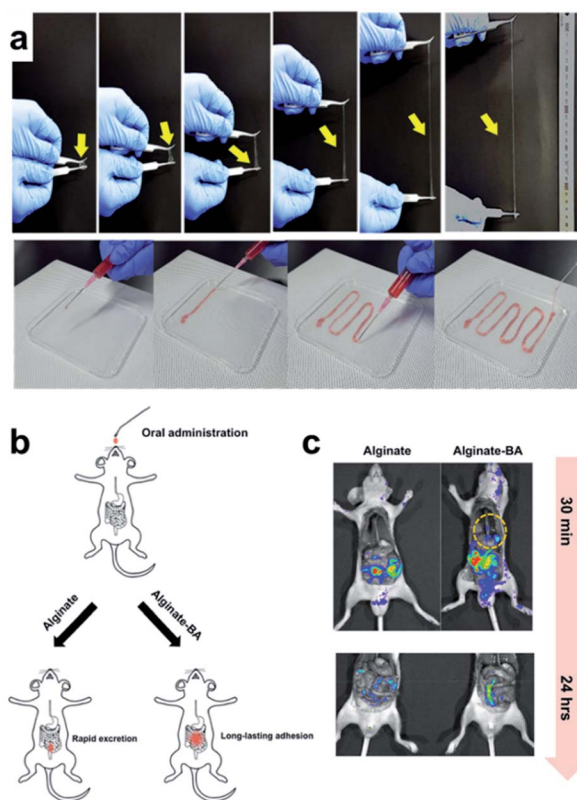 a
b
Oral administration
Alginate
Alginate-BA
Rapid excretion
Long-lasting adhesion
c
Alginate
Alginate-BA
30 min
24 hrs